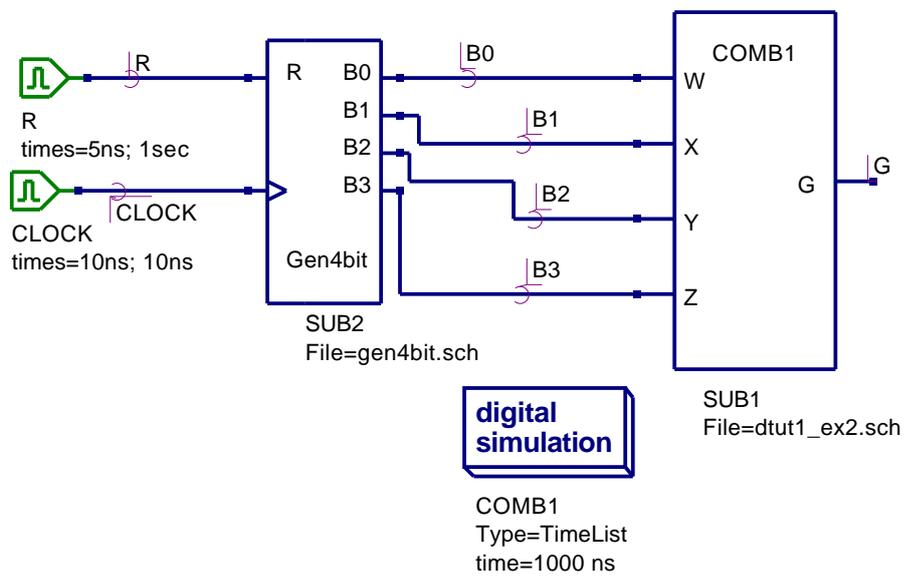 R
R
times=5ns; 1sec
CLOCK
CLOCK
times=10ns; 10ns
R
B0
B1
B2
B3
Gen4bit
SUB2
File=gen4bit.sch
B0
B1
B2
B3
COMB1
W
X
Y
Z
G
G
SUB1
File=dtut1_ex2.sch
digital
simulation
COMB1
Type=TimeList
time=1000 ns